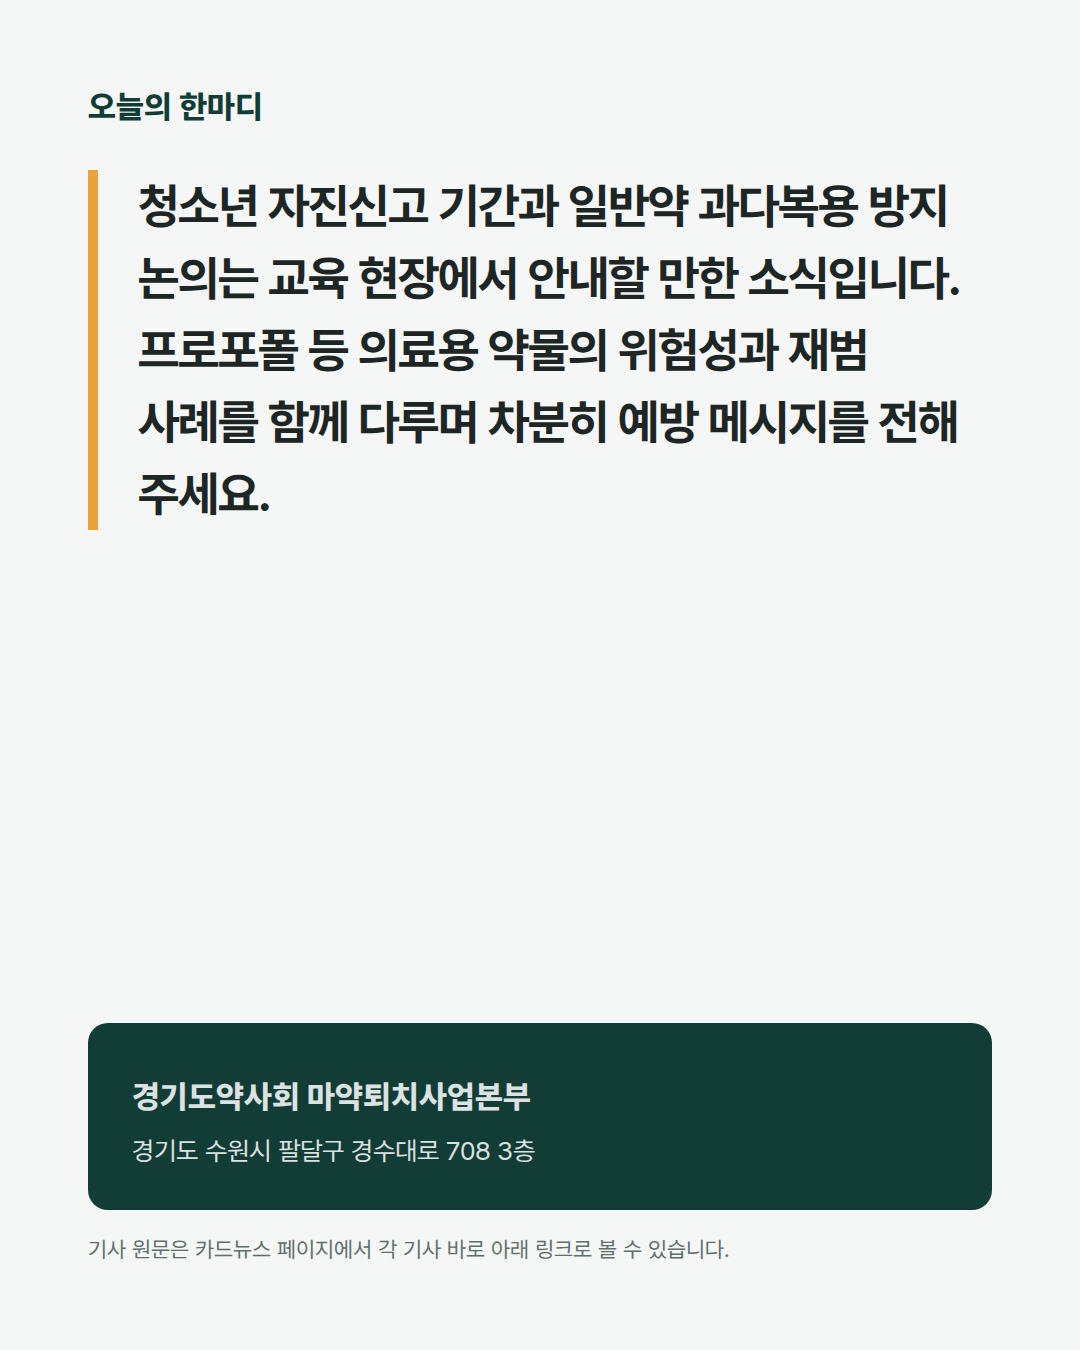 오늘의 한마디
청소년 자진신고 기간과 일반약 과다복용 방지
논의는 교육 현장에서 안내할 만한 소식입니다.
프로포폴 등 의료용 약물의 위험성과 재범
사례를 함께 다루며 차분히 예방 메시지를 전해
주세요.
경기도약사회 마약퇴치사업본부
경기도 수원시 팔달구 경수대로 708 3층
기사 원문은 카드뉴스 페이지에서 각 기사 바로 아래 링크로 볼 수 있습니다.